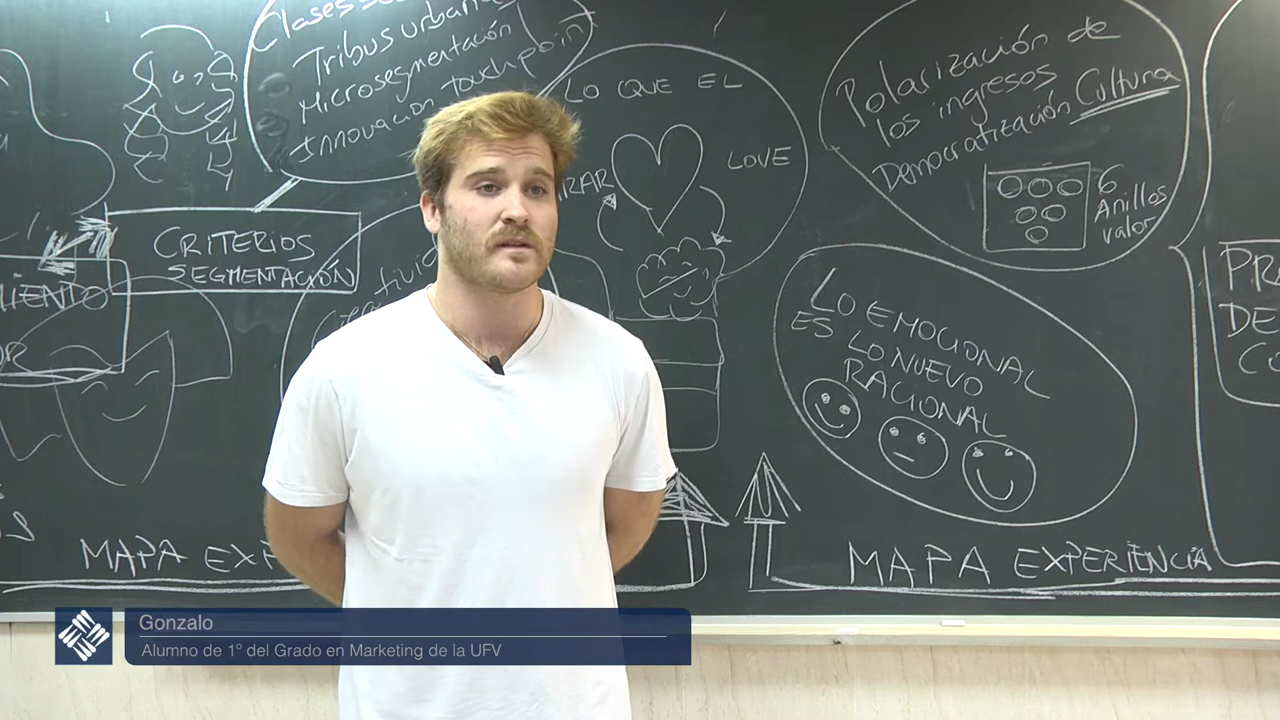 Clases
Tribus urbanas
Microsegmentación
Innovación touchpoint
LO QUE EL
LOVE
CRITERIOS
SEGMENTACIÓN
Polarización de
los ingresos
Democratización Cultura
6
Anillos
valor
LO EMOCIONAL
ES LO NUEVO
RACIONAL
MAPA EXP
MAPA EXPERIENCIA
Gonzalo
Alumno de 1º del Grado en Marketing de la UFV